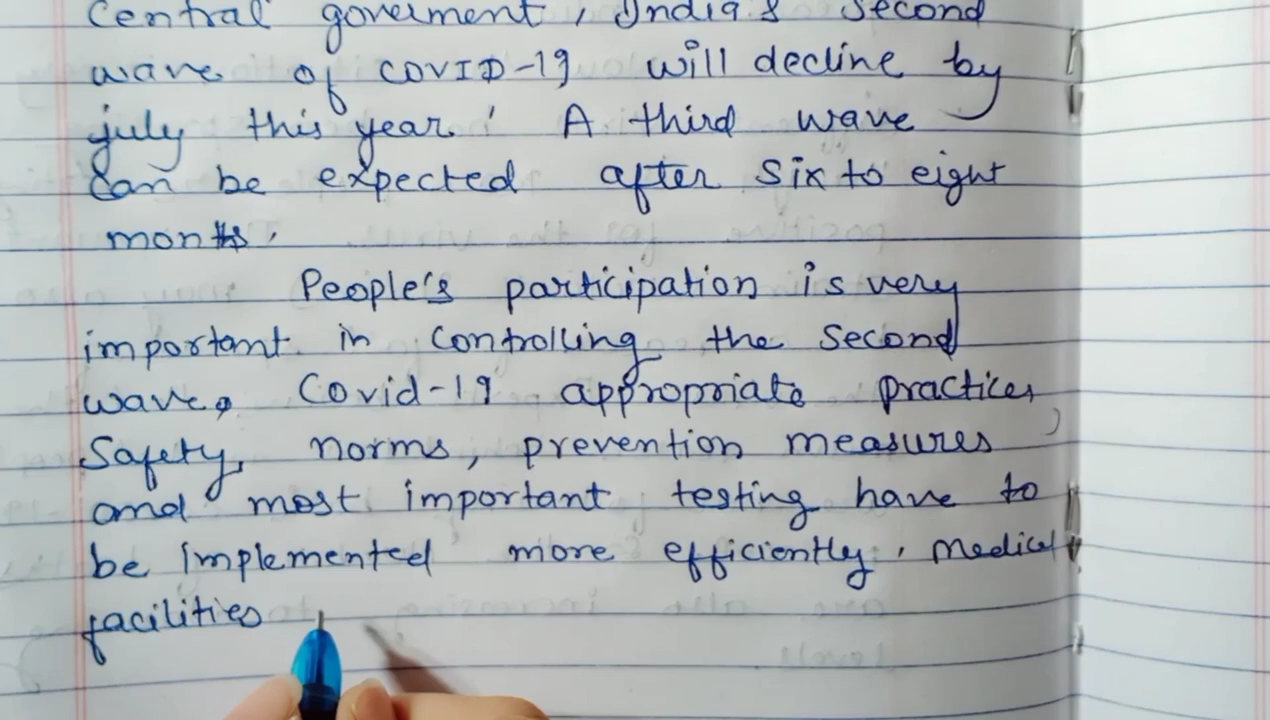 Central goverment, India's second
wave of COVID-19 will decline by
july this year. A third wave
can be expected after six to eight
months.
People's participation is very
important in controlling the second
wave, Covid-19 appropriate practices,
Safety, norms, prevention measures
and most important testing have to
be implemented more efficiently, Medical
facilities